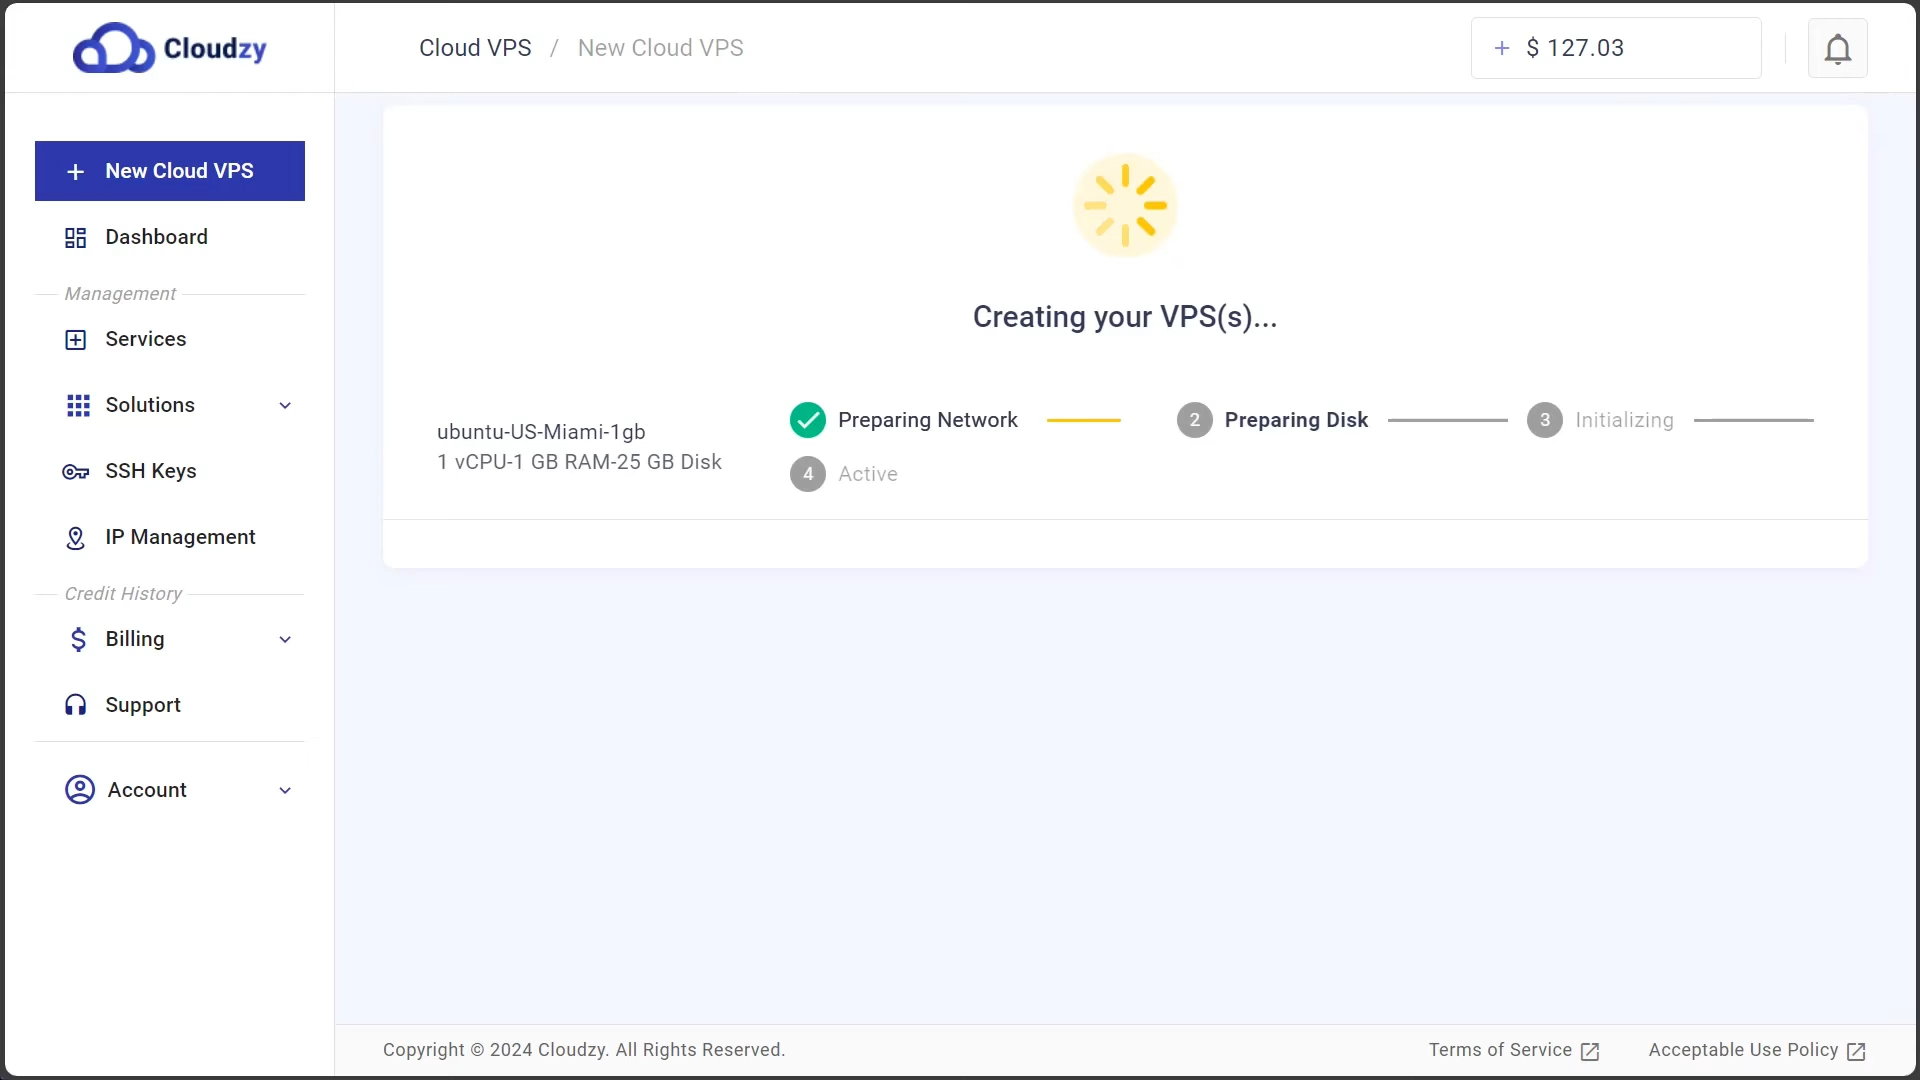 Cloudzy
Cloud VPS / New Cloud VPS
+ $ 127.03
+ New Cloud VPS
Dashboard
Management
Services
Solutions
SSH Keys
IP Management
Credit History
Billing
Support
Account
Creating your VPS(s)...
ubuntu-US-Miami-1gb
1 vCPU-1 GB RAM-25 GB Disk
Preparing Network
2 Preparing Disk
3 Initializing
4 Active
Copyright © 2024 Cloudzy. All Rights Reserved.
Terms of Service
Acceptable Use Policy